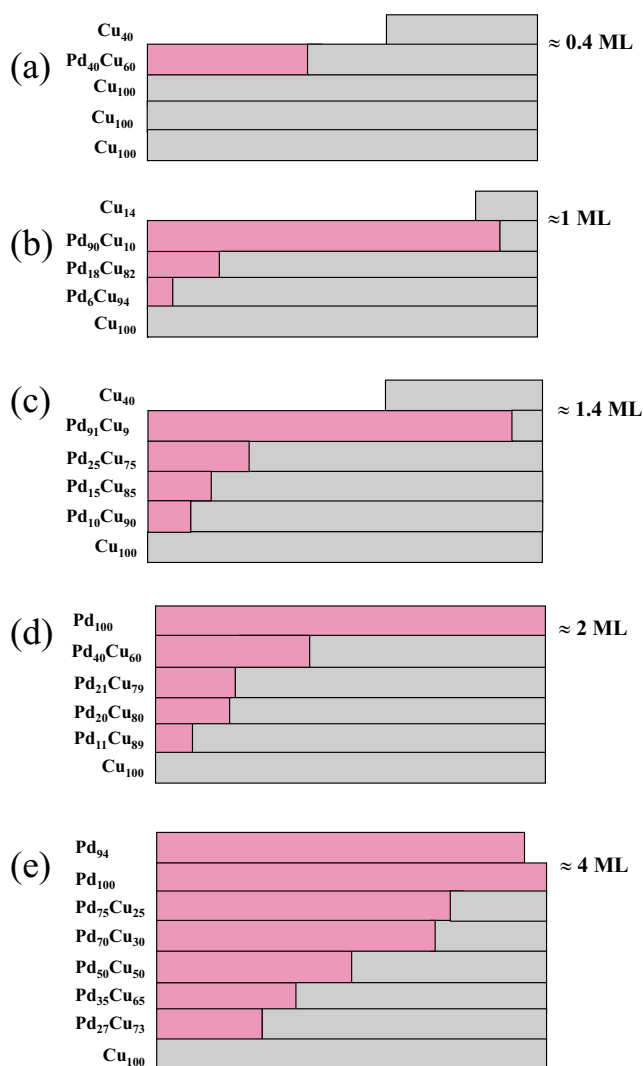 (a)
Cu₄₀
≈ 0.4 ML
Pd₄₀Cu₆₀
Cu₁₀₀
Cu₁₀₀
Cu₁₀₀
(b)
Cu₁₄
≈1 ML
Pd₉₀Cu₁₀
Pd₁₈Cu₈₂
Pd₆Cu₉₄
Cu₁₀₀
(c)
Cu₄₀
≈ 1.4 ML
Pd₉₁Cu₉
Pd₂₅Cu₇₅
Pd₁₅Cu₈₅
Pd₁₀Cu₉₀
Cu₁₀₀
(d)
Pd₁₀₀
≈ 2 ML
Pd₄₀Cu₆₀
Pd₂₁Cu₇₉
Pd₂₀Cu₈₀
Pd₁₁Cu₈₉
Cu₁₀₀
(e)
Pd₉₄
≈ 4 ML
Pd₁₀₀
Pd₇₅Cu₂₅
Pd₇₀Cu₃₀
Pd₅₀Cu₅₀
Pd₃₅Cu₆₅
Pd₂₇Cu₇₃
Cu₁₀₀